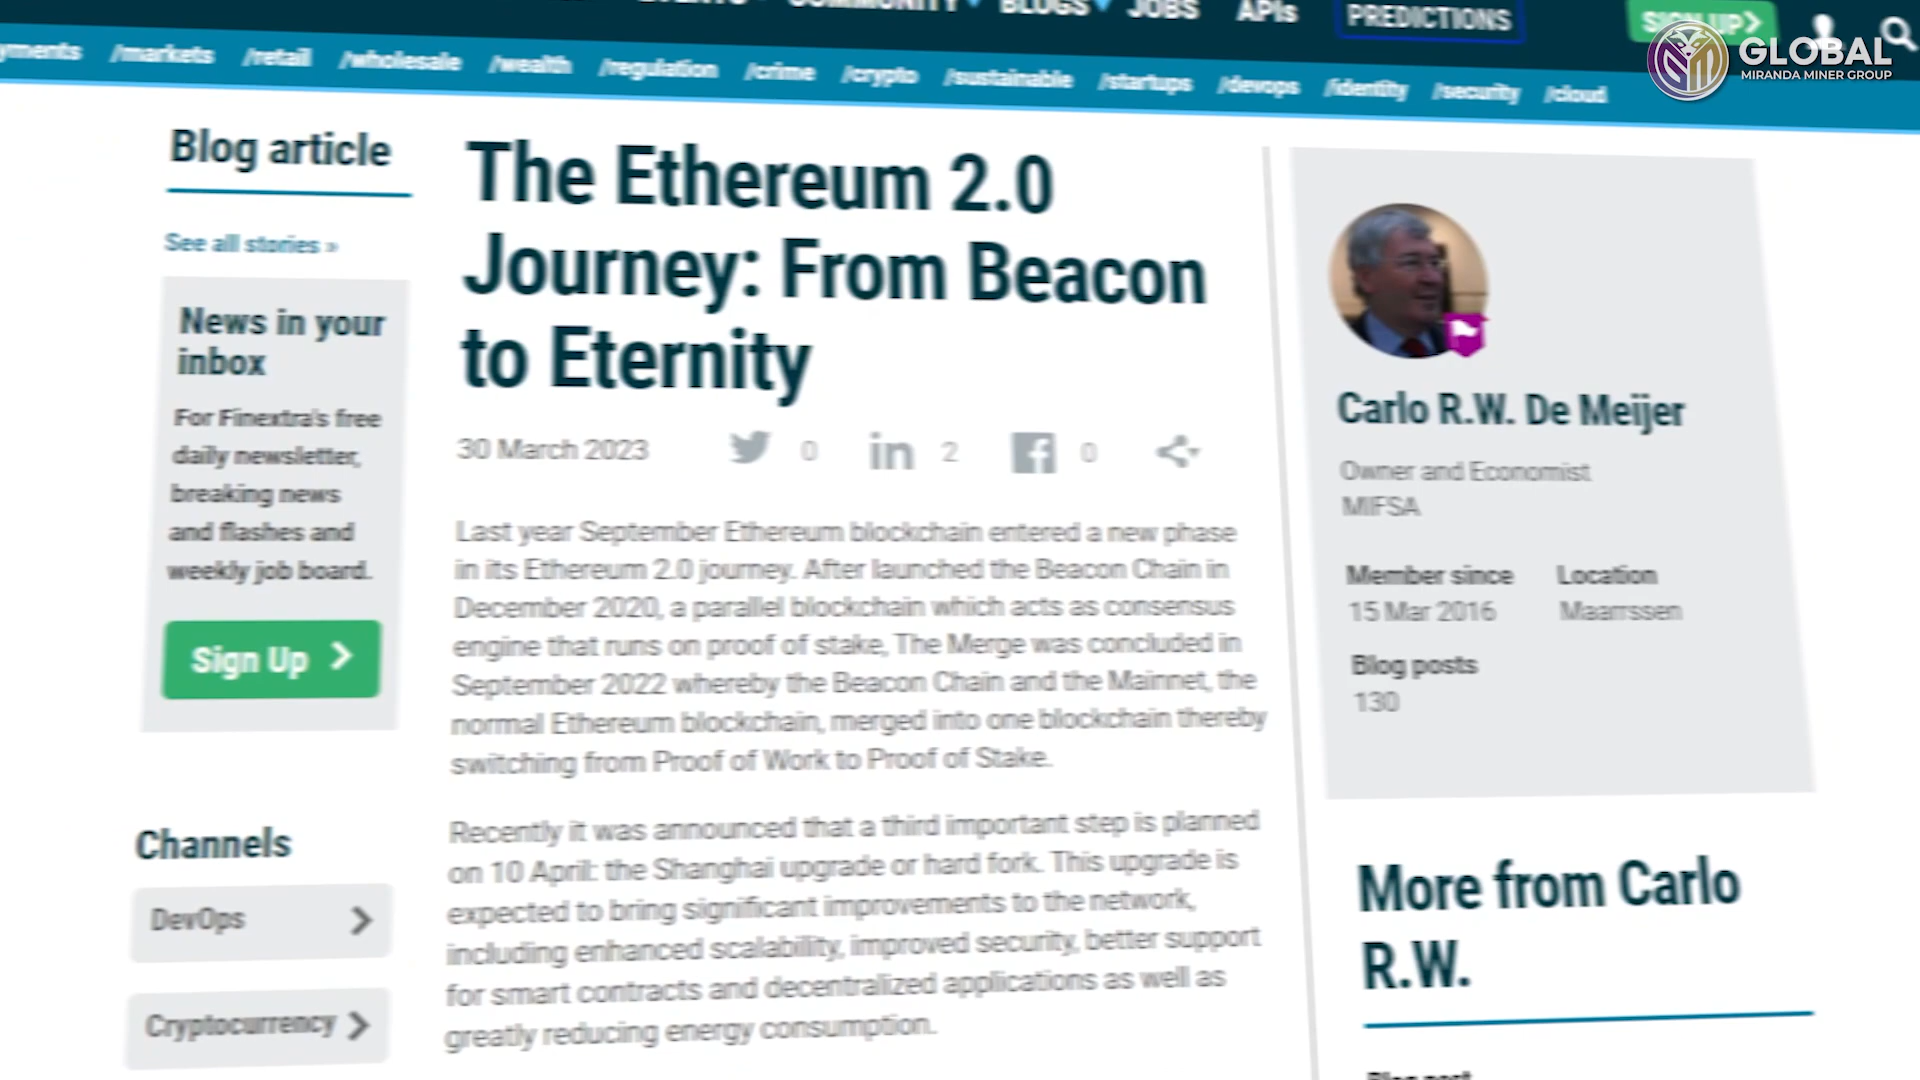 COMMUNITY
BLOGS
JOBS
APIs
PREDICTIONS
SIGN UP
GLOBAL
MIRANDA MINER GROUP
/markets
/retail
/wholesale
/wealth
/regulation
/crime
/crypto
/sustainable
/startups
/devops
/identity
/security
/cloud
Blog article
See all stories »
News in your
inbox
For Finextra's free
daily newsletter,
breaking news
and flashes and
weekly job board.
Sign Up
Channels
DevOps
Cryptocurrency
The Ethereum 2.0
Journey: From Beacon
to Eternity
30 March 2023
0
in 2
0
Last year September Ethereum blockchain entered a new phase
in its Ethereum 2.0 journey. After launched the Beacon Chain in
December 2020, a parallel blockchain which acts as consensus
engine that runs on proof of stake, The Merge was concluded in
September 2022 whereby the Beacon Chain and the Mainnet, the
normal Ethereum blockchain, merged into one blockchain thereby
switching from Proof of Work to Proof of Stake.
Recently it was announced that a third important step is planned
on 10 April: the Shanghai upgrade or hard fork. This upgrade is
expected to bring significant improvements to the network,
including enhanced scalability, improved security, better support
for smart contracts and decentralized applications as well as
greatly reducing energy consumption.
Carlo R.W. De Meijer
Owner and Economist
MIFSA
Member since
15 Mar 2016
Location
Maarssen
Blog posts
130
More from Carlo
R.W.
Blog post